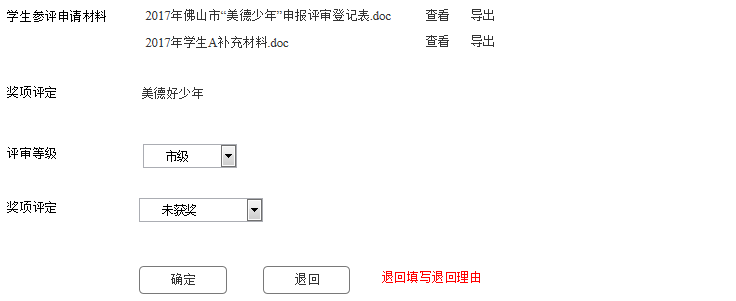 学生参评申请材料 2017年佛山市“美德少年”申报评审登记表.doc 查看 导出
2017年学生A补充材料.doc 查看 导出
奖项评定 美德好少年
评审等级 市级
奖项评定 未获奖
确定 退回 退回填写退回理由